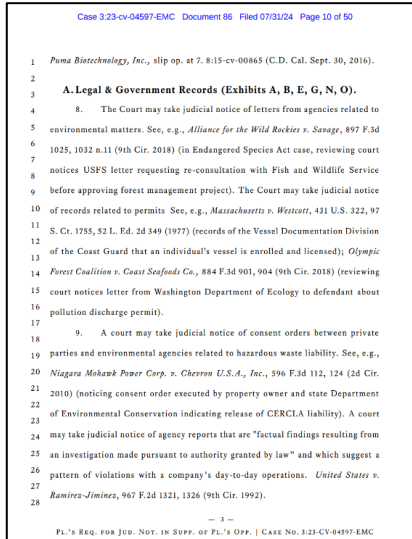 Case 3:23-cv-04597-EMC Document 86 Filed 07/31/24 Page 10 of 50
1 Puma Biotechnology, Inc., slip op. at 7. 8:15-cv-00865 (C.D. Cal. Sept. 30, 2016).
2
3 A. Legal & Government Records (Exhibits A, B, E, G, N, O).
4 8. The Court may take judicial notice of letters from agencies related to
5 environmental matters. See, e.g., Alliance for the Wild Rockies v. Savage, 897 F.3d
6 1025, 1032 n.11 (9th Cir. 2018) (in Endangered Species Act case, reviewing court
7 notices USFS letter requesting re-consultation with Fish and Wildlife Service
8
9 before approving forest management project). The Court may take judicial notice
10 of records related to permits See, e.g., Massachusetts v. Westcott, 431 U.S. 322, 97
11 S. Ct. 1755, 52 L. Ed. 2d 349 (1977) (records of the Vessel Documentation Division
12
13 of the Coast Guard that an individual's vessel is enrolled and licensed); Olympic
14 Forest Coalition v. Coast Seafoods Co., 884 F.3d 901, 904 (9th Cir. 2018) (reviewing
15 court notices letter from Washington Department of Ecology to defendant about
16 pollution discharge permit).
17
18 9. A court may take judicial notice of consent orders between private
19 parties and environmental agencies related to hazardous waste liability. See, e.g.,
20 Niagara Mohawk Power Corp. v. Chevron U.S.A., Inc., 596 F.3d 112, 124 (2d Cir.
21 2010) (noticing consent order executed by property owner and state Department
22
23 of Environmental Conservation indicating release of CERCLA liability). A court
24 may take judicial notice of agency reports that are "factual findings resulting from
25 an investigation made pursuant to authority granted by law" and which suggest a
26 pattern of violations with a company's day-to-day operations. United States v.
27
28 Ramirez-Jiminez, 967 F.2d 1321, 1326 (9th Cir. 1992).
— 3 —
PL.'S REQ. FOR JUD. NOT. IN SUPP. OF PL.'S OPP. | CASE NO. 3:23-CV-04597-EMC